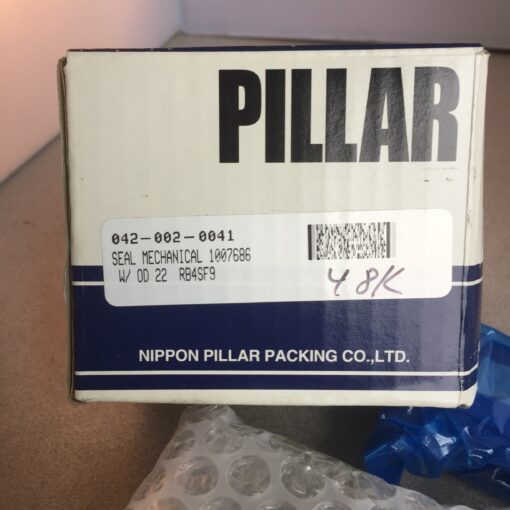 PILLAR
042-002-0041
SEAL MECHANICAL 1007686
W/ OD 22 RB4SF9
48K
NIPPON PILLAR PACKING CO.,LTD.